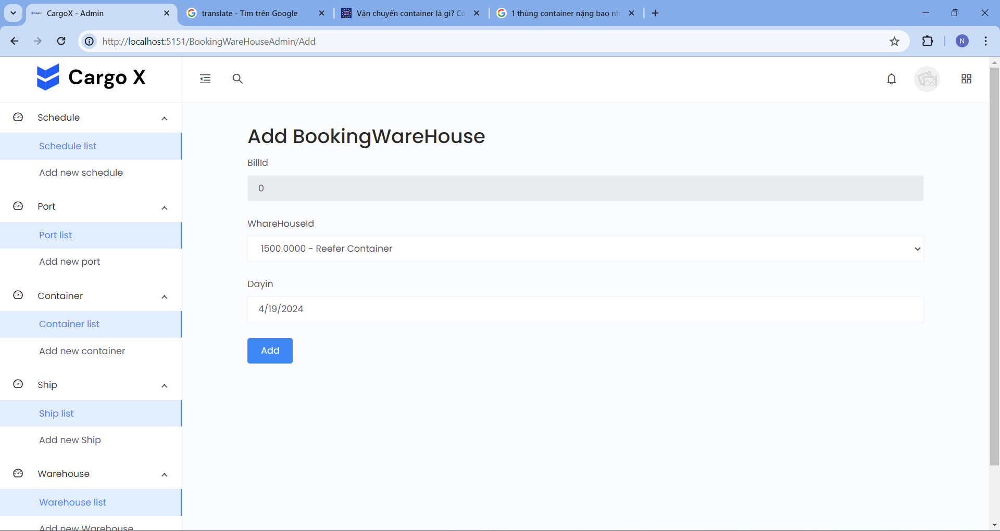 CargoX - Admin
translate - Tìm trên Google
Vận chuyển container là gì? Có
1 thùng container nặng bao nh
http://localhost:5151/BookingWareHouseAdmin/Add
N
Cargo X
Schedule
Schedule list
Add new schedule
Port
Port list
Add new port
Container
Container list
Add new container
Ship
Ship list
Add new Ship
Warehouse
Warehouse list
Add new Warehouse
Add BookingWareHouse
BillId
0
WhareHouseId
1500.0000 - Reefer Container
Dayin
4/19/2024
Add